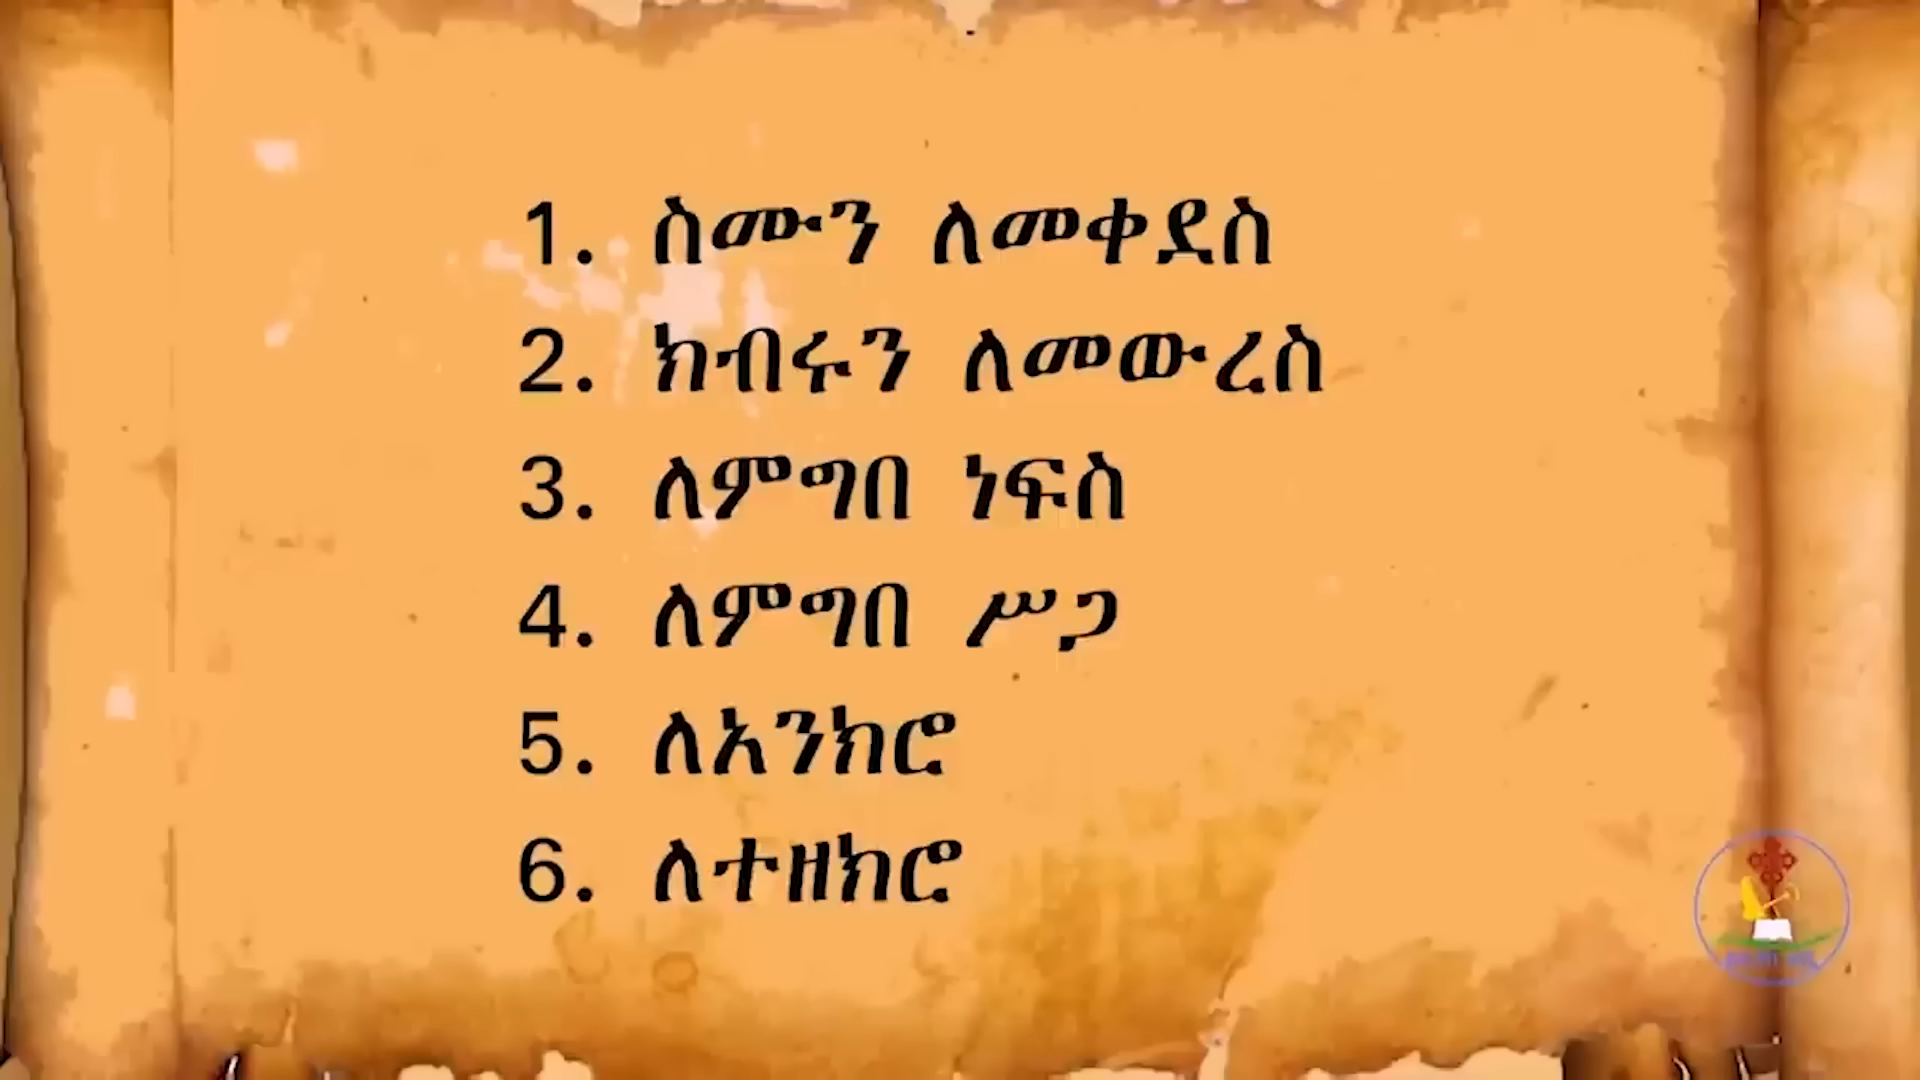 1. ስሙን ለመቀደስ
2. ክብሩን ለመውረስ
3. ለምግበ ነፍስ
4. ለምግበ ሥጋ
5. ለአንክሮ
6. ለተዘክሮ